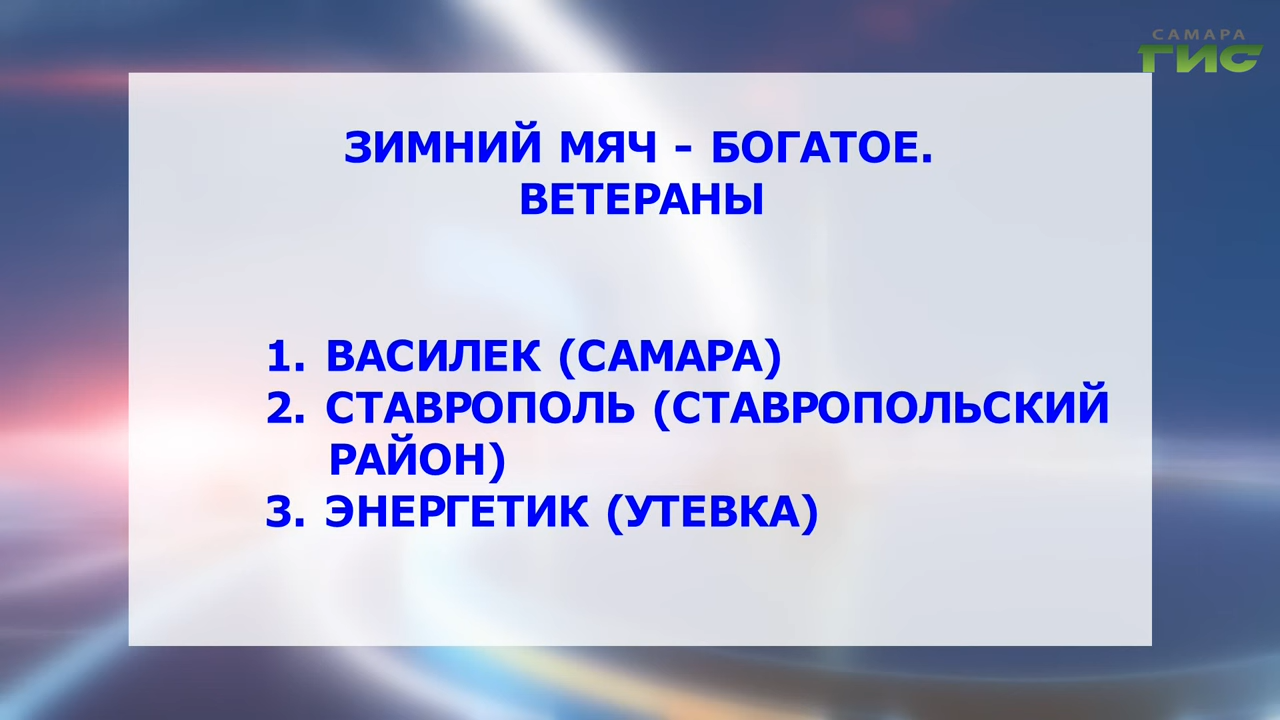 САМАРА
ГИС
ЗИМНИЙ МЯЧ - БОГАТОЕ.
ВЕТЕРАНЫ
1. ВАСИЛЕК (САМАРА)
2. СТАВРОПОЛЬ (СТАВРОПОЛЬСКИЙ
РАЙОН)
3. ЭНЕРГЕТИК (УТЕВКА)